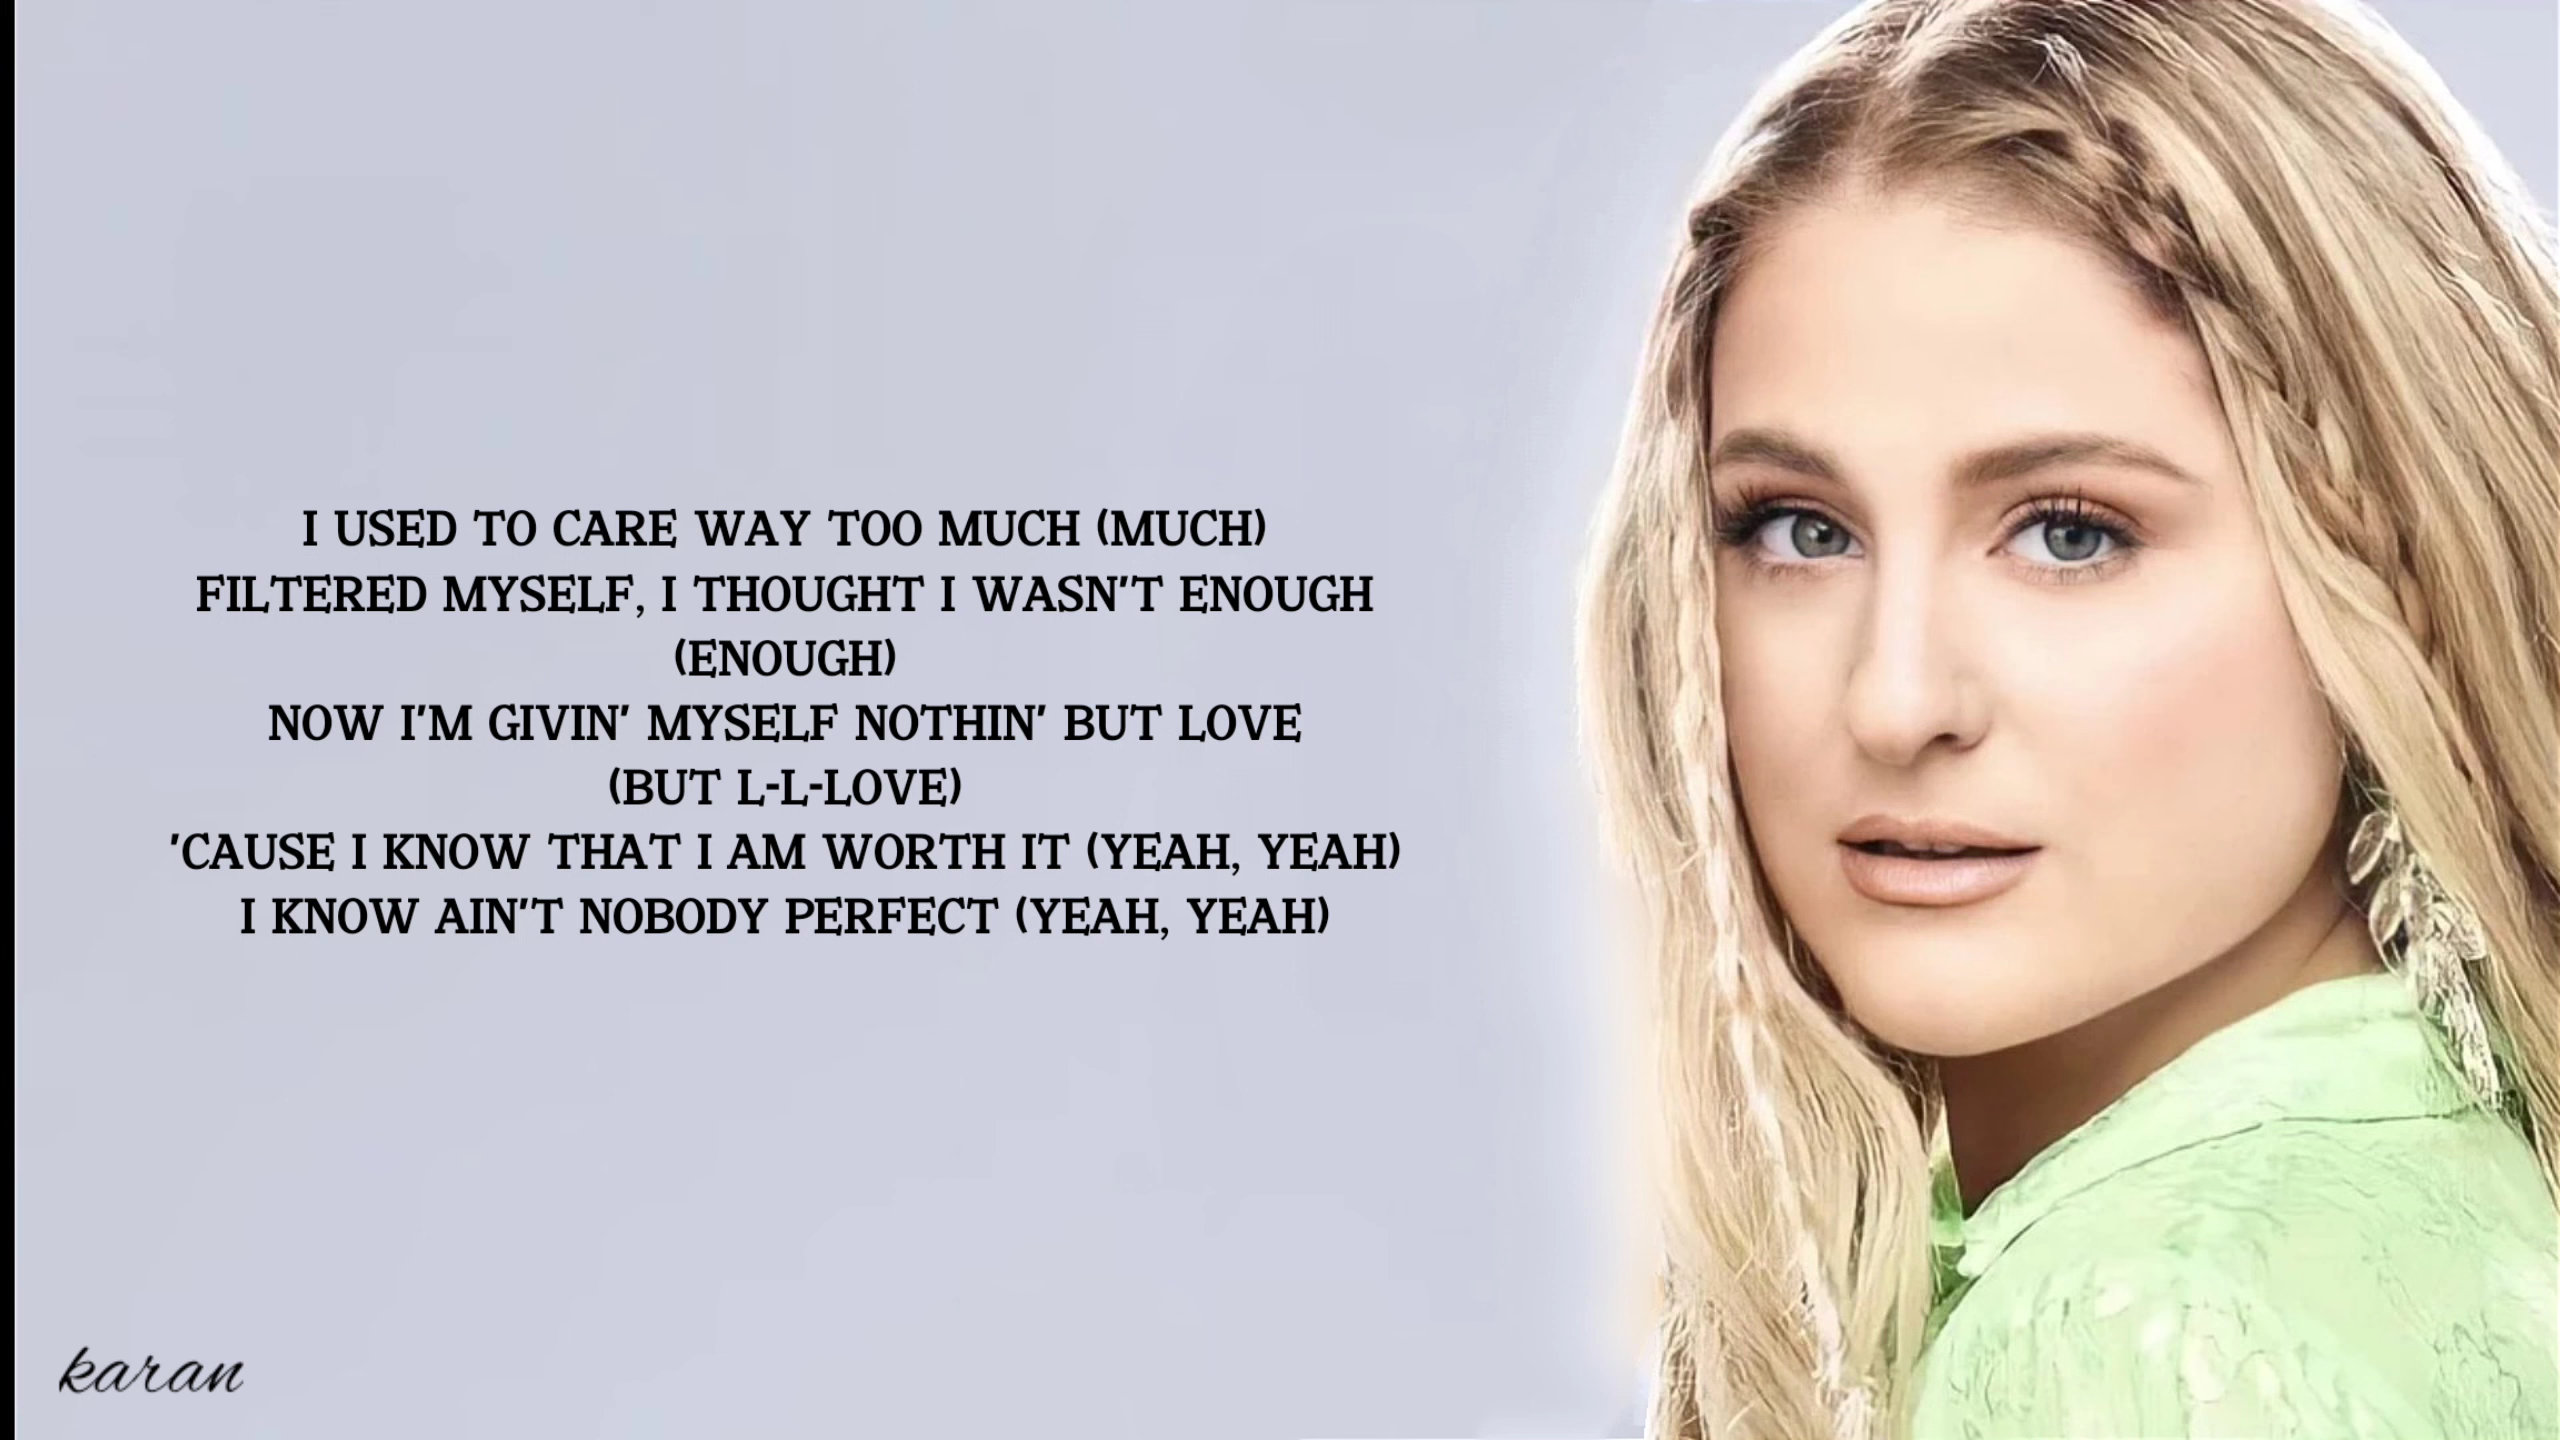 I USED TO CARE WAY TOO MUCH (MUCH)
FILTERED MYSELF, I THOUGHT I WASN'T ENOUGH
(ENOUGH)
NOW I'M GIVIN' MYSELF NOTHIN' BUT LOVE
(BUT L-L-LOVE)
'CAUSE I KNOW THAT I AM WORTH IT (YEAH, YEAH)
I KNOW AIN'T NOBODY PERFECT (YEAH, YEAH)
karan